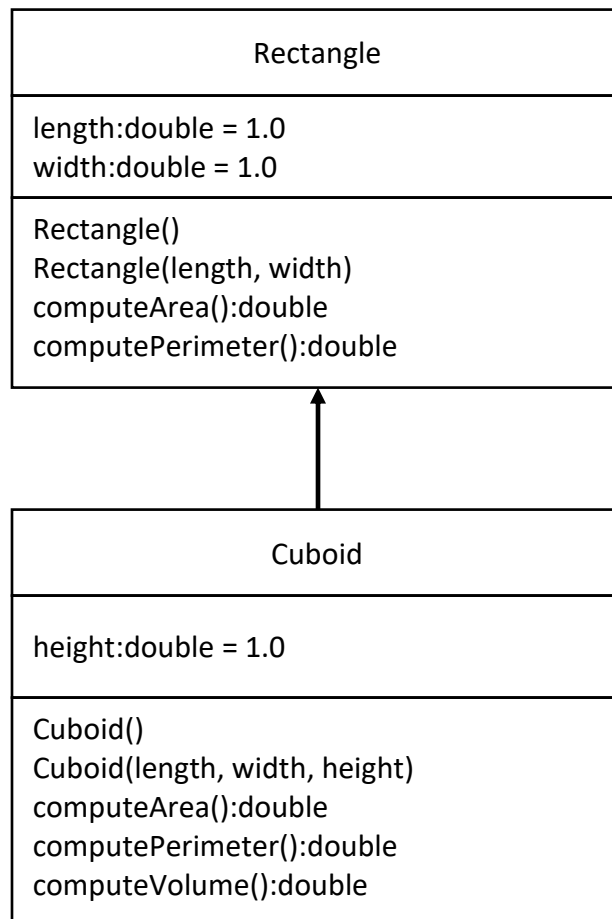 Rectangle
length:double = 1.0
width:double = 1.0
Rectangle()
Rectangle(length, width)
computeArea():double
computePerimeter():double
Cuboid
height:double = 1.0
Cuboid()
Cuboid(length, width, height)
computeArea():double
computePerimeter():double
computeVolume():double